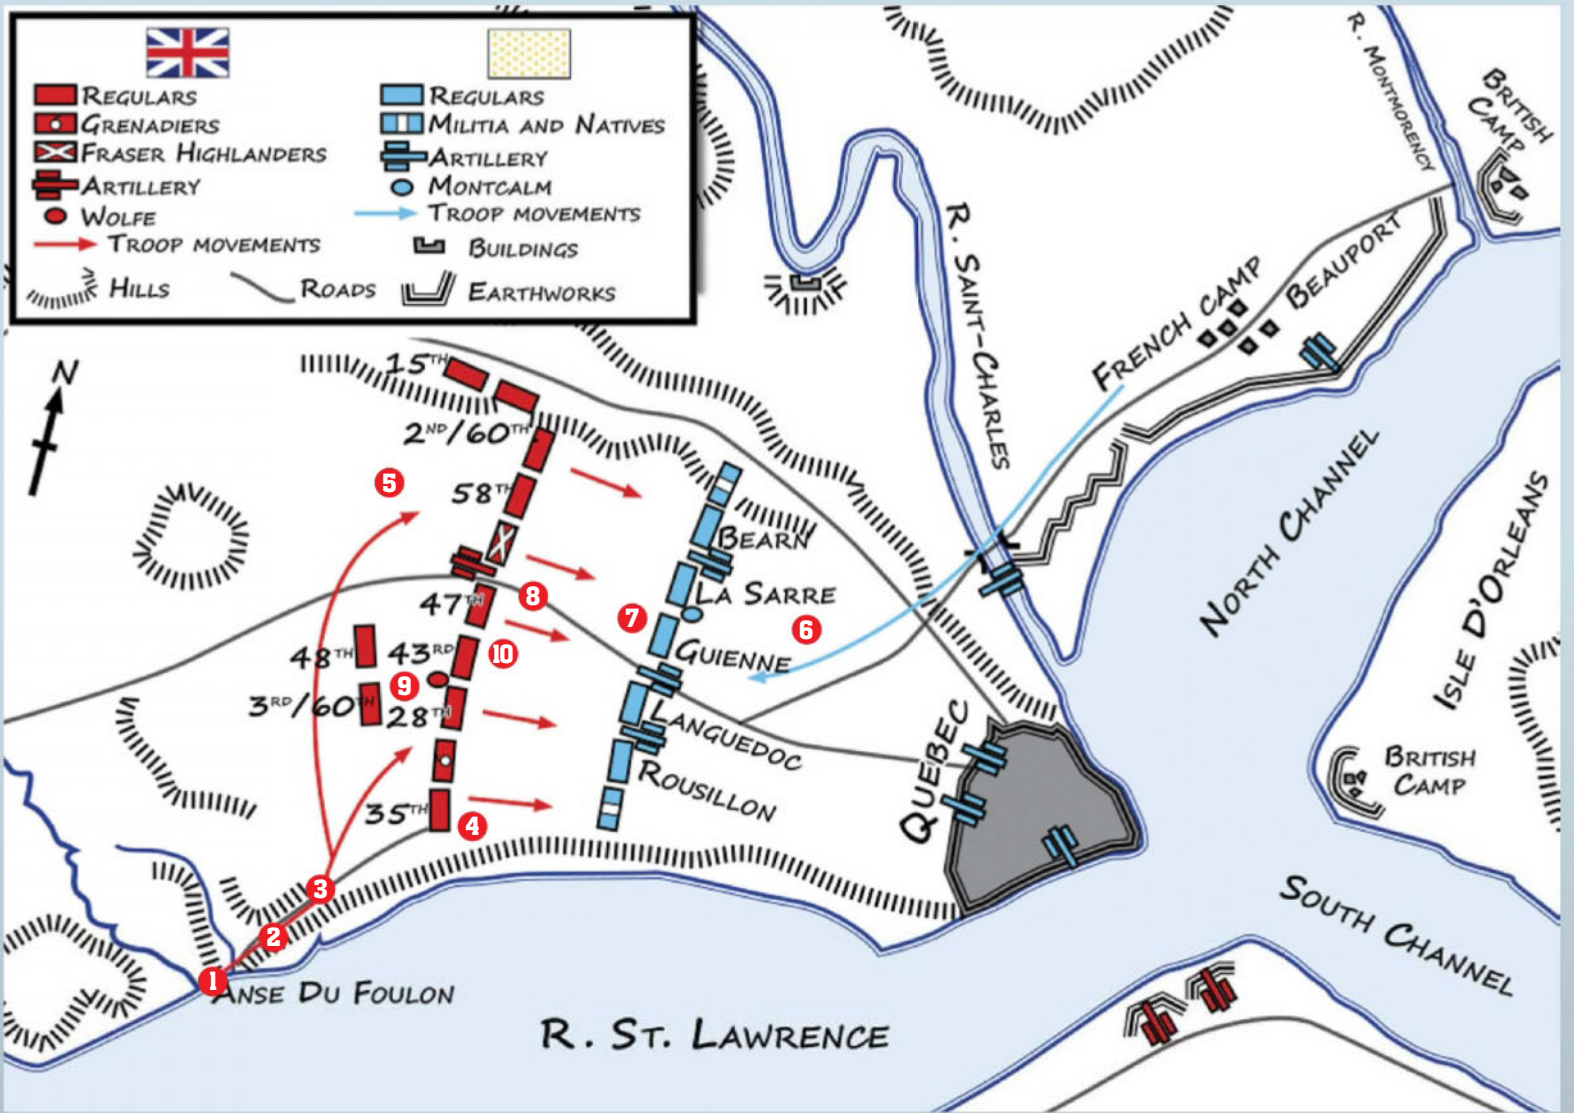 REGULARS
GRENADIERS
FRASER HIGHLANDERS
ARTILLERY
WOLFE
TROOP MOVEMENTS
HILLS
ROADS
REGULARS
MILITIA AND NATIVES
ARTILLERY
MONTCALM
TROOP MOVEMENTS
BUILDINGS
EARTHWORKS
R. MONTMORENCY
BRITISH
CAMP
R. SAINT-CHARLES
FRENCH CAMP
BEAUPORT
N
15TH
2ND/60TH
58TH
47TH
48TH
43RD
3RD/60TH
28TH
35TH
BEARN
LA SARRE
GUIENNE
LANGUEDOC
ROUSILLON
QUEBEC
NORTH CHANNEL
ISLE D'ORLEANS
BRITISH
CAMP
SOUTH CHANNEL
ANSE DU FOULON
R. ST. LAWRENCE
1
2
3
4
5
6
7
8
9
10